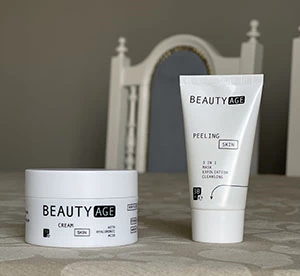 BEAUTY AGE
CREAM
SKIN
WITH
HYALURONIC
ACID
BEAUTY AGE
PEELING
SKIN
3 IN 1
MASK
EXFOLIATION
CLEANSING